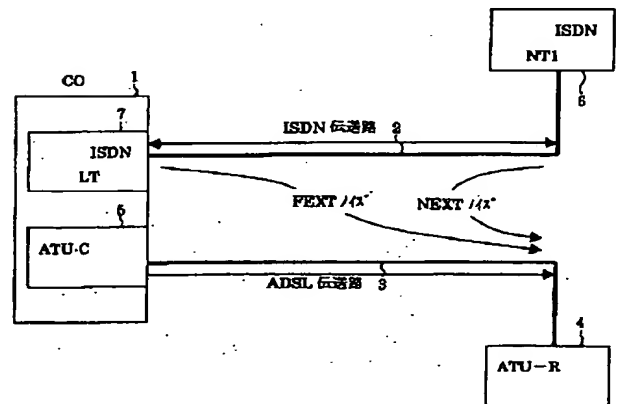 ISDN
NT1
6
CO
1
7
ISDN
LT
ISDN 伝送路
2
FEXT ﾉｲｽﾞ
NEXT ﾉｲｽﾞ
5
ATU-C
ADSL 伝送路
3
4
ATU-R